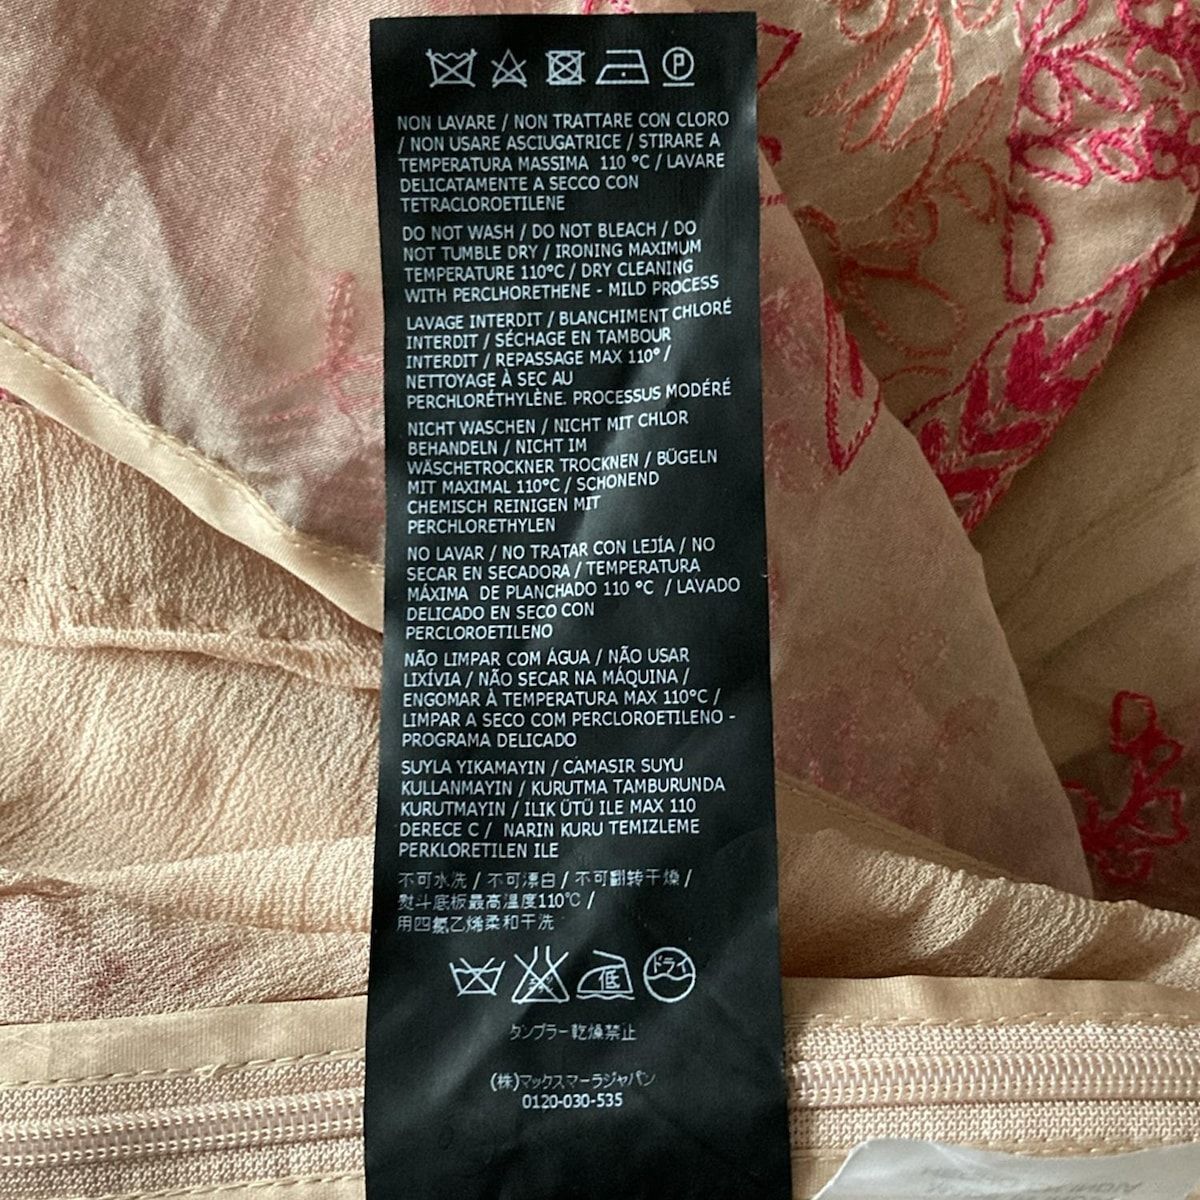 P
NON LAVARE / NON TRATTARE CON CLORO
/ NON USARE ASCIUGATRICE / STIRARE A
TEMPERATURA MASSIMA 110 °C / LAVARE
DELICATAMENTE A SECCO CON
TETRACLOROETILENE
DO NOT WASH / DO NOT BLEACH / DO
NOT TUMBLE DRY / IRONING MAXIMUM
TEMPERATURE 110°C / DRY CLEANING
WITH PERCLHORETHENE - MILD PROCESS
LAVAGE INTERDIT / BLANCHIMENT CHLORÉ
INTERDIT / SÉCHAGE EN TAMBOUR
INTERDIT / REPASSAGE MAX 110° /
NETTOYAGE À SEC AU
PERCHLORÉTHYLÈNE. PROCESSUS MODÉRÉ
NICHT WASCHEN / NICHT MIT CHLOR
BEHANDELN / NICHT IM
WÄSCHETROCKNER TROCKNEN / BÜGELN
MIT MAXIMAL 110°C / SCHONEND
CHEMISCH REINIGEN MIT
PERCHLORETHYLEN
NO LAVAR / NO TRATAR CON LEJÍA / NO
SECAR EN SECADORA / TEMPERATURA
MÁXIMA DE PLANCHADO 110 °C / LAVADO
DELICADO EN SECO CON
PERCLOROETILENO
NÃO LIMPAR COM ÁGUA / NÃO USAR
LIXÍVIA / NÃO SECAR NA MÁQUINA /
ENGOMAR À TEMPERATURA MAX 110°C /
LIMPAR A SECO COM PERCLOROETILENO -
PROGRAMA DELICADO
SUYLA YIKAMAYIN / CAMASIR SUYU
KULLANMAYIN / KURUTMA TAMBURUNDA
KURUTMAYIN / ILIK ÜTÜ ILE MAX 110
DERECE C / NARIN KURU TEMIZLEME
PERKLORETILEN ILE
不可水洗 / 不可漂白 / 不可翻转干燥 /
熨斗底板最高温度110℃ /
用四氯乙烯柔和干洗
低 ドライ
タンブラー乾燥禁止
(株)マックスマーラジャパン
0120-030-535